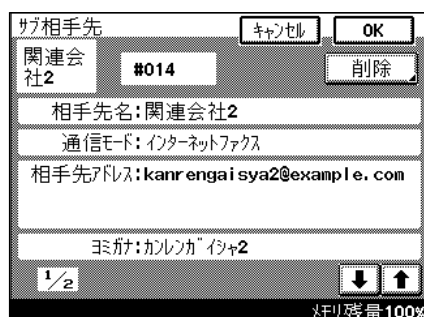 ｻﾌﾞ相手先 ｷｬﾝｾﾙ OK
関連会
社2 #014 削除
相手先名:関連会社2
通信ﾓｰﾄﾞ:ｲﾝﾀｰﾈｯﾄﾌｧｸｽ
相手先ｱﾄﾞﾚｽ:kanrengaisya2@example.com
ﾖﾐｶﾞﾅ:ｶﾝﾚﾝｶﾞｲｼｬ2
1/2
ﾒﾓﾘ残量100%